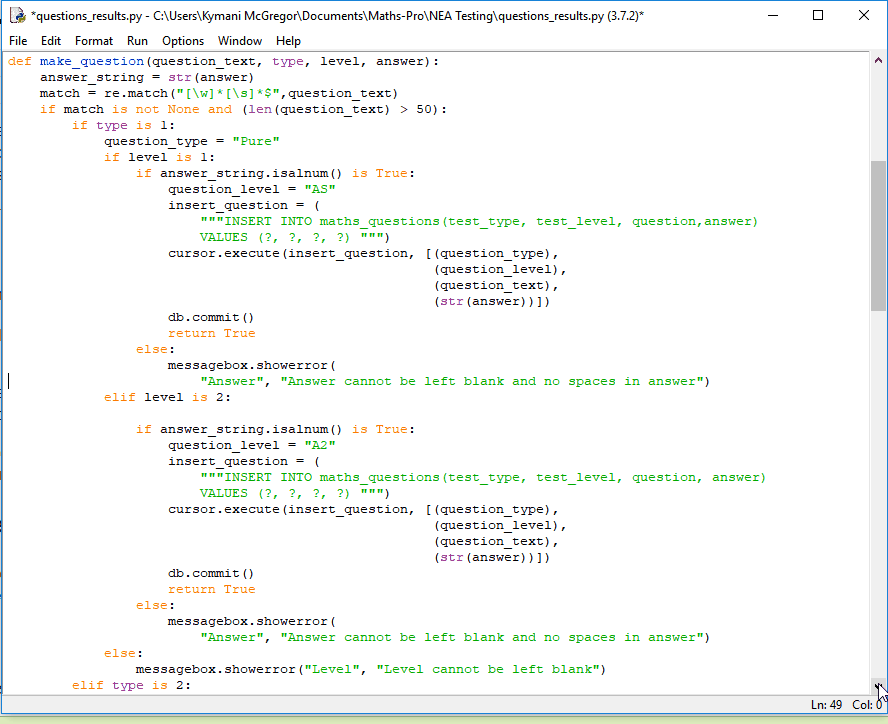 *questions_results.py - C:\Users\Kymani McGregor\Documents\Maths-Pro\NEA Testing\questions_results.py (3.7.2)*
File Edit Format Run Options Window Help
def make_question(question_text, type, level, answer):
    answer_string = str(answer)
    match = re.match("[\w]*[\s]*$",question_text)
    if match is not None and (len(question_text) > 50):
        if type is 1:
            question_type = "Pure"
            if level is 1:
                if answer_string.isalnum() is True:
                    question_level = "AS"
                    insert_question = (
                        """INSERT INTO maths_questions(test_type, test_level, question,answer)
                        VALUES (?, ?, ?, ?) """)
                    cursor.execute(insert_question, [(question_type),
                                                     (question_level),
                                                     (question_text),
                                                     (str(answer))])
                    db.commit()
                    return True
                else:
                    messagebox.showerror(
                        "Answer", "Answer cannot be left blank and no spaces in answer")
            elif level is 2:
                if answer_string.isalnum() is True:
                    question_level = "A2"
                    insert_question = (
                        """INSERT INTO maths_questions(test_type, test_level, question, answer)
                        VALUES (?, ?, ?, ?) """)
                    cursor.execute(insert_question, [(question_type),
                                                     (question_level),
                                                     (question_text),
                                                     (str(answer))])
                    db.commit()
                    return True
                else:
                    messagebox.showerror(
                        "Answer", "Answer cannot be left blank and no spaces in answer")
            else:
                messagebox.showerror("Level", "Level cannot be left blank")
        elif type is 2:
Ln: 49 Col: 0